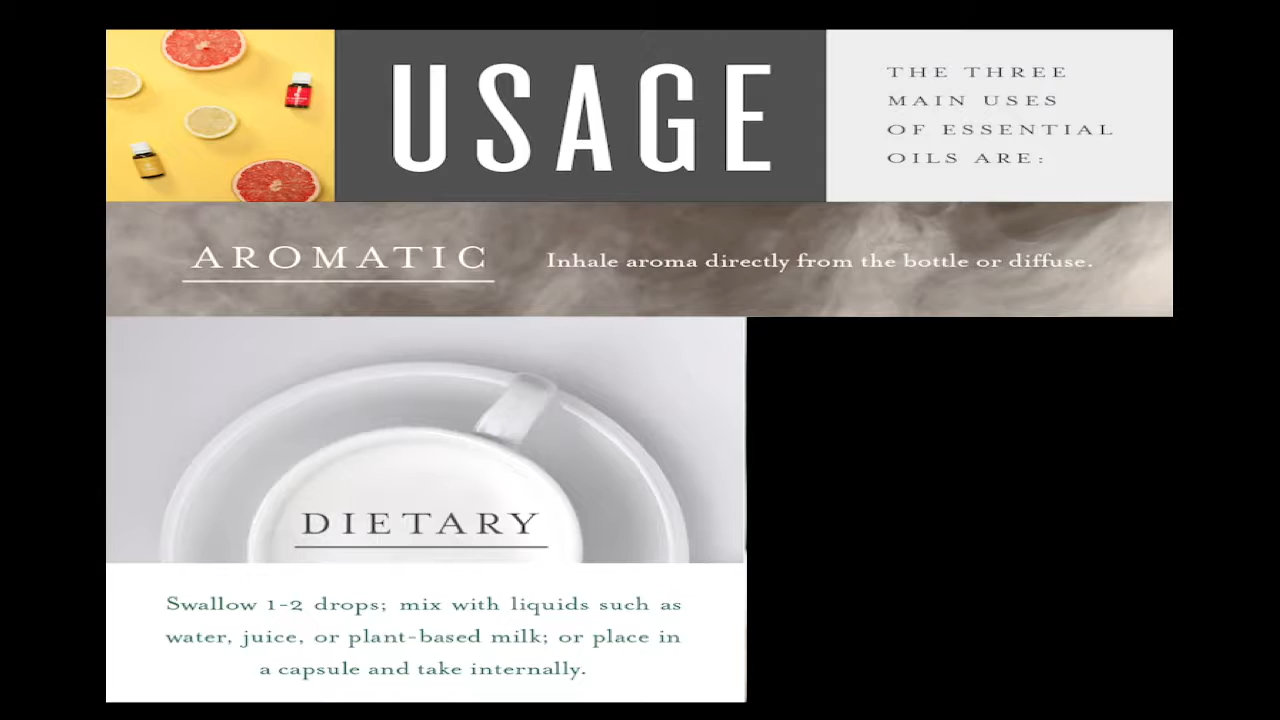 USAGE
THE THREE
MAIN USES
OF ESSENTIAL
OILS ARE:
AROMATIC
Inhale aroma directly from the bottle or diffuse.
DIETARY
Swallow 1-2 drops; mix with liquids such as
water, juice, or plant-based milk; or place in
a capsule and take internally.